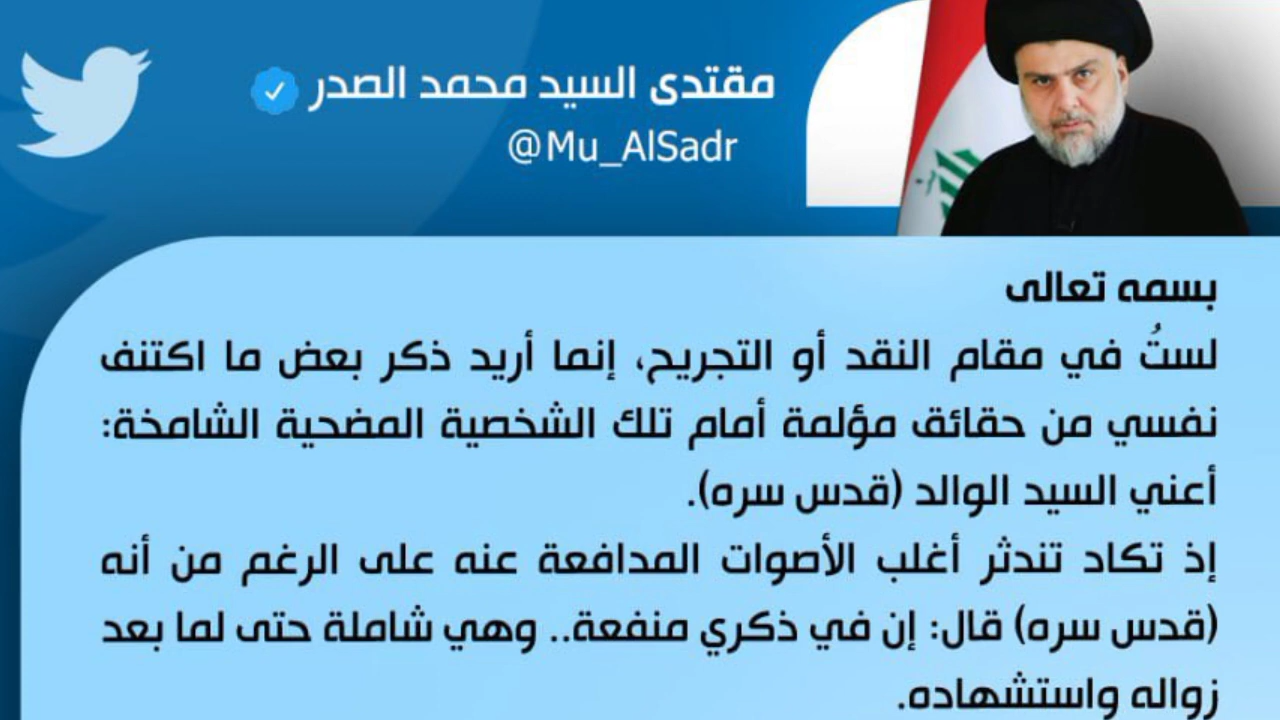 مقتدى السيد محمد الصدر
@Mu_AlSadr
بسمه تعالى
لستُ في مقام النقد أو التجريح، إنما أريد ذكر بعض ما اكتنف
نفسي من حقائق مؤلمة أمام تلك الشخصية المضحية الشامخة:
أعني السيد الوالد (قدس سره).
إذ تكاد تندثر أغلب الأصوات المدافعة عنه على الرغم من أنه
(قدس سره) قال: إن في ذكري منفعة.. وهي شاملة حتى لما بعد
زواله واستشهاده.